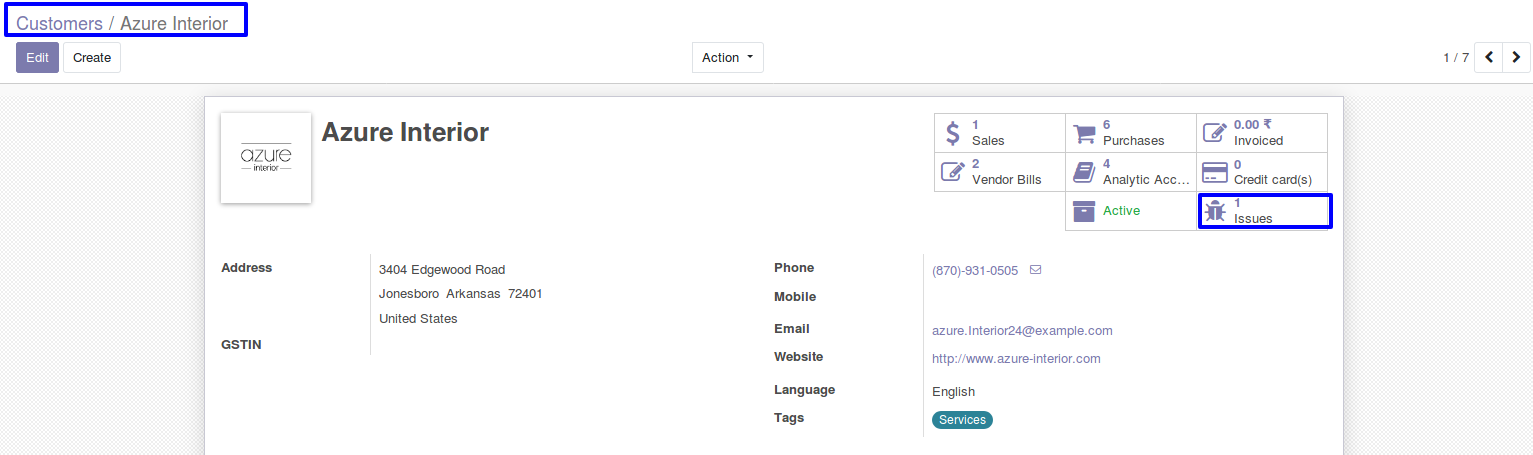 Customers / Azure Interior
Edit Create Action 1 / 7
azure
interior
Azure Interior
1
Sales
6
Purchases
0.00 ₹
Invoiced
2
Vendor Bills
4
Analytic Acc...
0
Credit card(s)
Active
1
Issues
Address
3404 Edgewood Road
Jonesboro Arkansas 72401
United States
GSTIN
Phone (870)-931-0505
Mobile
Email azure.Interior24@example.com
Website http://www.azure-interior.com
Language English
Tags Services